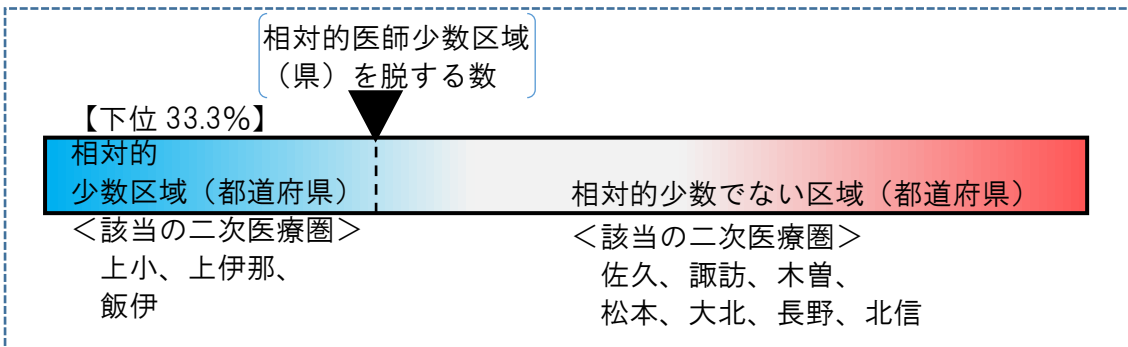 相対的医師少数区域
（県）を脱する数
【下位 33.3%】
相対的
少数区域（都道府県）
相対的少数でない区域（都道府県）
＜該当の二次医療圏＞
上小、上伊那、
飯伊
＜該当の二次医療圏＞
佐久、諏訪、木曽、
松本、大北、長野、北信